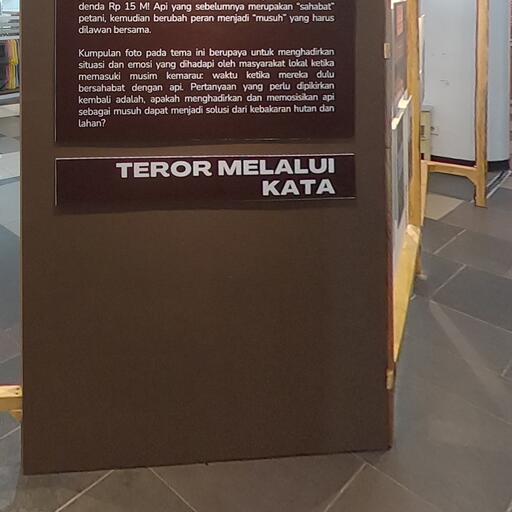 denda Rp 15 M! Api yang sebelumnya merupakan "sahabat"
petani, kemudian berubah peran menjadi "musuh" yang harus
dilawan bersama.
Kumpulan foto pada tema ini berupaya untuk menghadirkan
situasi dan emosi yang dihadapi oleh masyarakat lokal ketika
memasuki musim kemarau: waktu ketika mereka dulu
bersahabat dengan api. Pertanyaan yang perlu dipikirkan
kembali adalah, apakah menghadirkan dan memosisikan api
sebagai musuh dapat menjadi solusi dari kebakaran hutan dan
lahan?
TEROR MELALUI
KATA